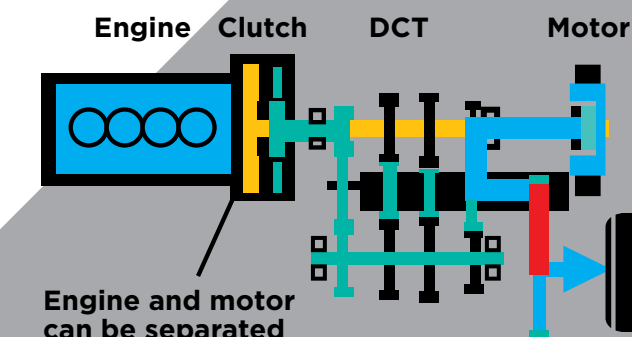 Engine Clutch DCT Motor
Engine and motor
can be separated